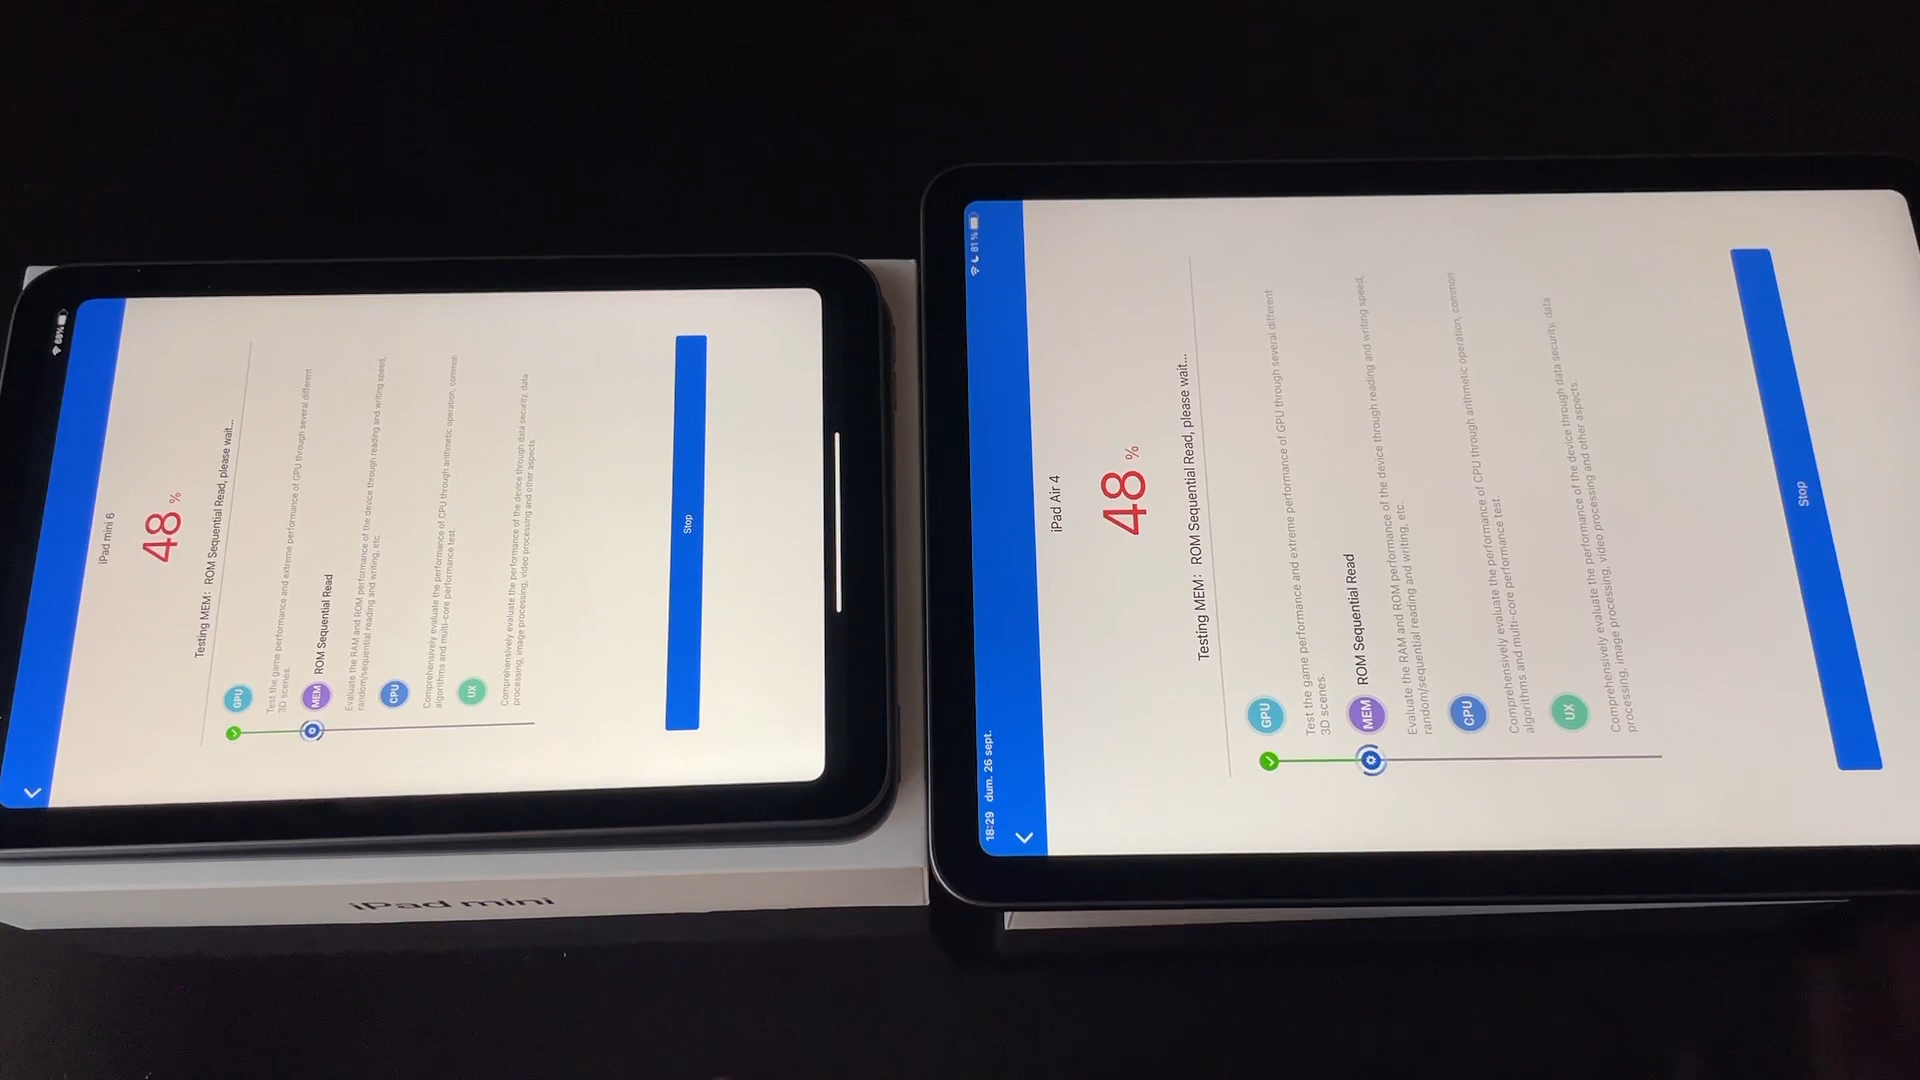 66%
iPad mini 6
48 %
Testing MEM: ROM Sequential Read, please wait...
GPU
Test the game performance and extreme performance of GPU through several different
3D scenes.
MEM ROM Sequential Read
Evaluate the RAM and ROM performance of the device through reading and writing speed,
random/sequential reading and writing, etc.
CPU
Comprehensively evaluate the performance of CPU through arithmetic operation, common
algorithms and multi-core performance test.
UX
Comprehensively evaluate the performance of the device through data security, data
processing, image processing, video processing and other aspects.
Stop
iPad mini
18:29 dum. 26 sept.
81 %
iPad Air 4
48 %
Testing MEM: ROM Sequential Read, please wait...
GPU
Test the game performance and extreme performance of GPU through several different
3D scenes.
MEM ROM Sequential Read
Evaluate the RAM and ROM performance of the device through reading and writing speed,
random/sequential reading and writing, etc.
CPU
Comprehensively evaluate the performance of CPU through arithmetic operation, common
algorithms and multi-core performance test.
UX
Comprehensively evaluate the performance of the device through data security, data
processing, image processing, video processing and other aspects.
Stop